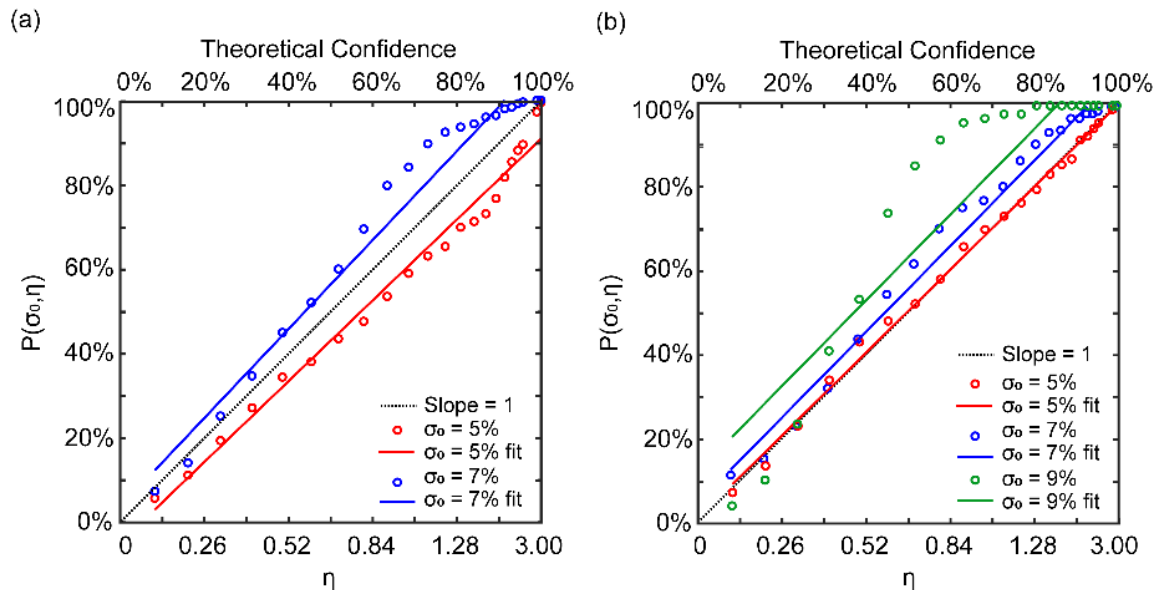 (a)
Theoretical Confidence
0% 20% 40% 60% 80% 100%
100%
80%
60%
40%
20%
0%
P(σ₀,η)
Slope = 1
σ₀ = 5%
σ₀ = 5% fit
σ₀ = 7%
σ₀ = 7% fit
0 0.26 0.52 0.84 1.28 3.00
η
(b)
Theoretical Confidence
0% 20% 40% 60% 80% 100%
100%
80%
60%
40%
20%
0%
P(σ₀,η)
Slope = 1
σ₀ = 5%
σ₀ = 5% fit
σ₀ = 7%
σ₀ = 7% fit
σ₀ = 9%
σ₀ = 9% fit
0 0.26 0.52 0.84 1.28 3.00
η